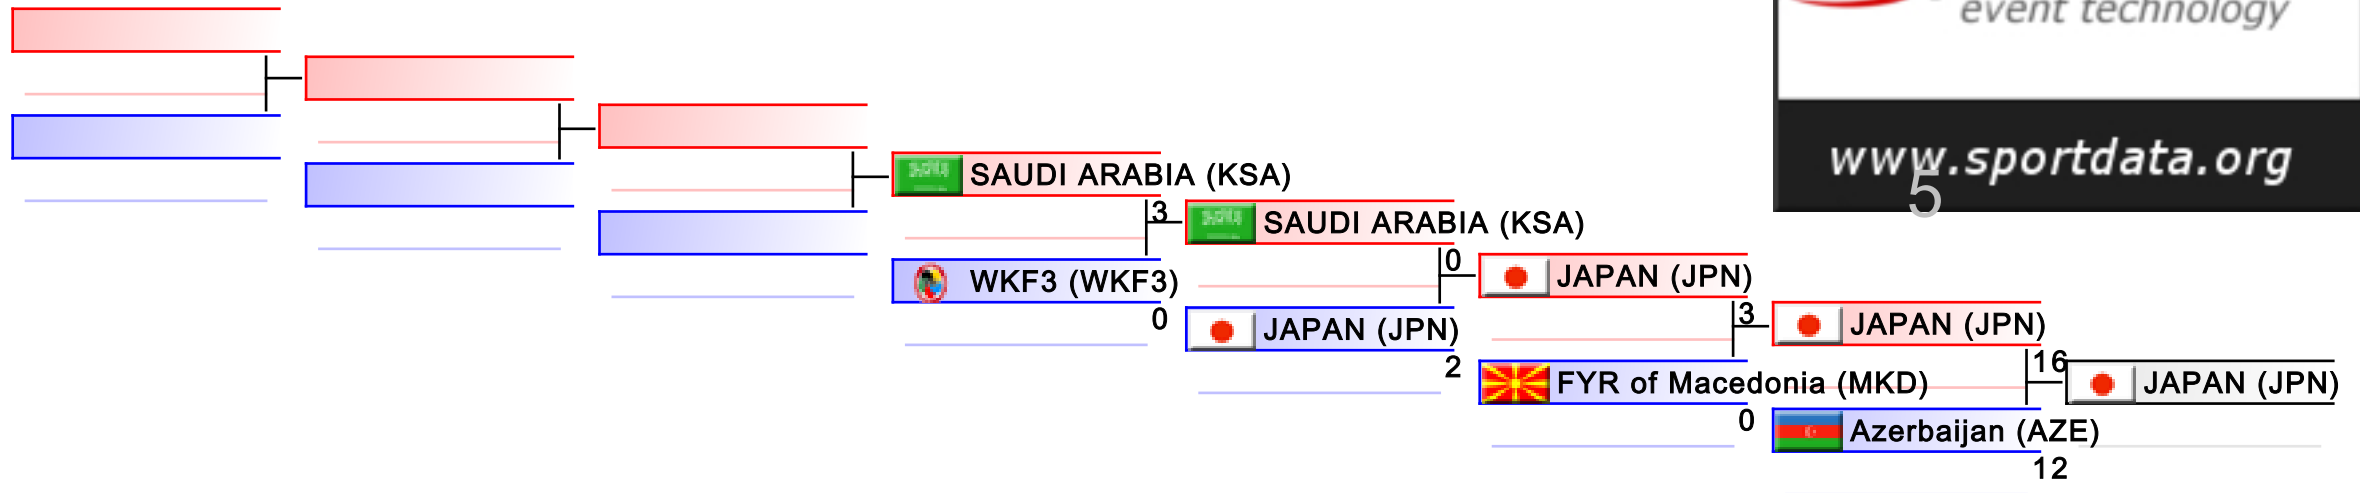 event technology
www.sportdata.org
5
SAUDI ARABIA (KSA)
3
SAUDI ARABIA (KSA)
WKF3 (WKF3)
0
0
JAPAN (JPN)
JAPAN (JPN)
2
3
JAPAN (JPN)
FYR of Macedonia (MKD)
0
16
JAPAN (JPN)
Azerbaijan (AZE)
12